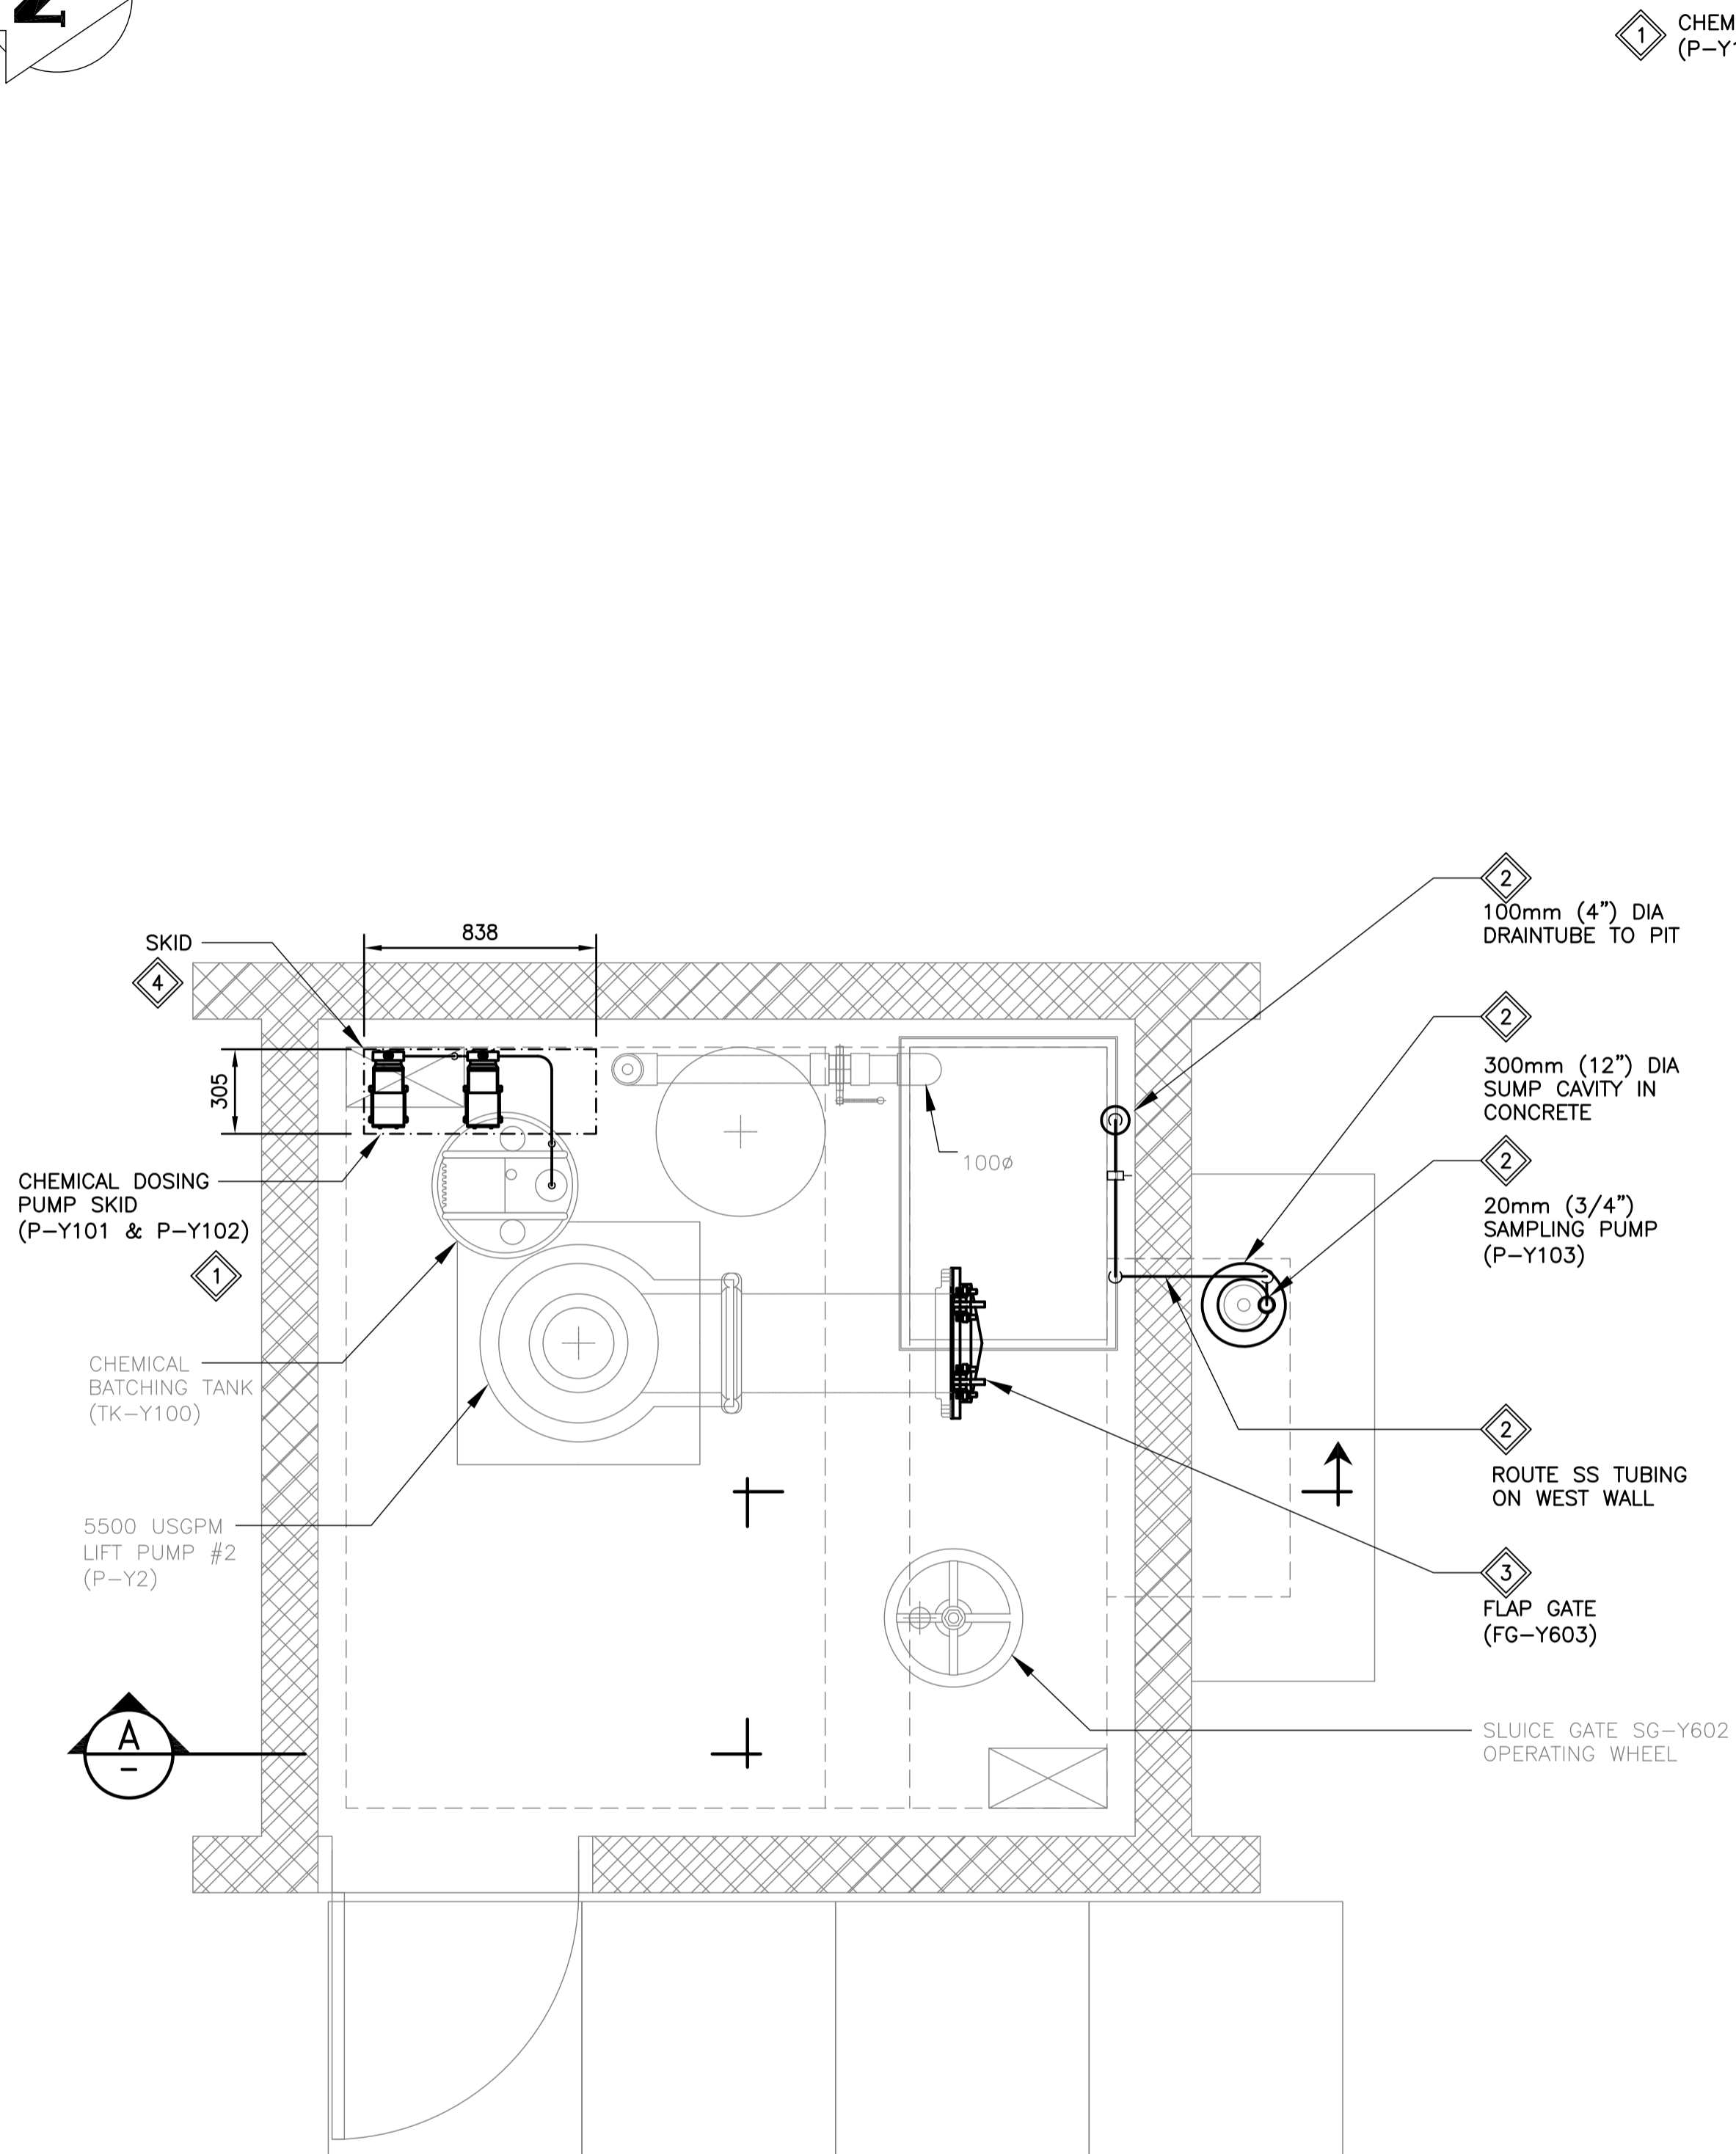 N
1
CHEM
(P-Y1
2
100mm (4") DIA
DRAINTUBE TO PIT
838
SKID
4
2
300mm (12") DIA
SUMP CAVITY IN
CONCRETE
305
2
20mm (3/4")
SAMPLING PUMP
(P-Y103)
100ø
CHEMICAL DOSING
PUMP SKID
(P-Y101 & P-Y102)
1
CHEMICAL
BATCHING TANK
(TK-Y100)
2
ROUTE SS TUBING
ON WEST WALL
5500 USGPM
LIFT PUMP #2
(P-Y2)
3
FLAP GATE
(FG-Y603)
A
-
SLUICE GATE SG-Y602
OPERATING WHEEL